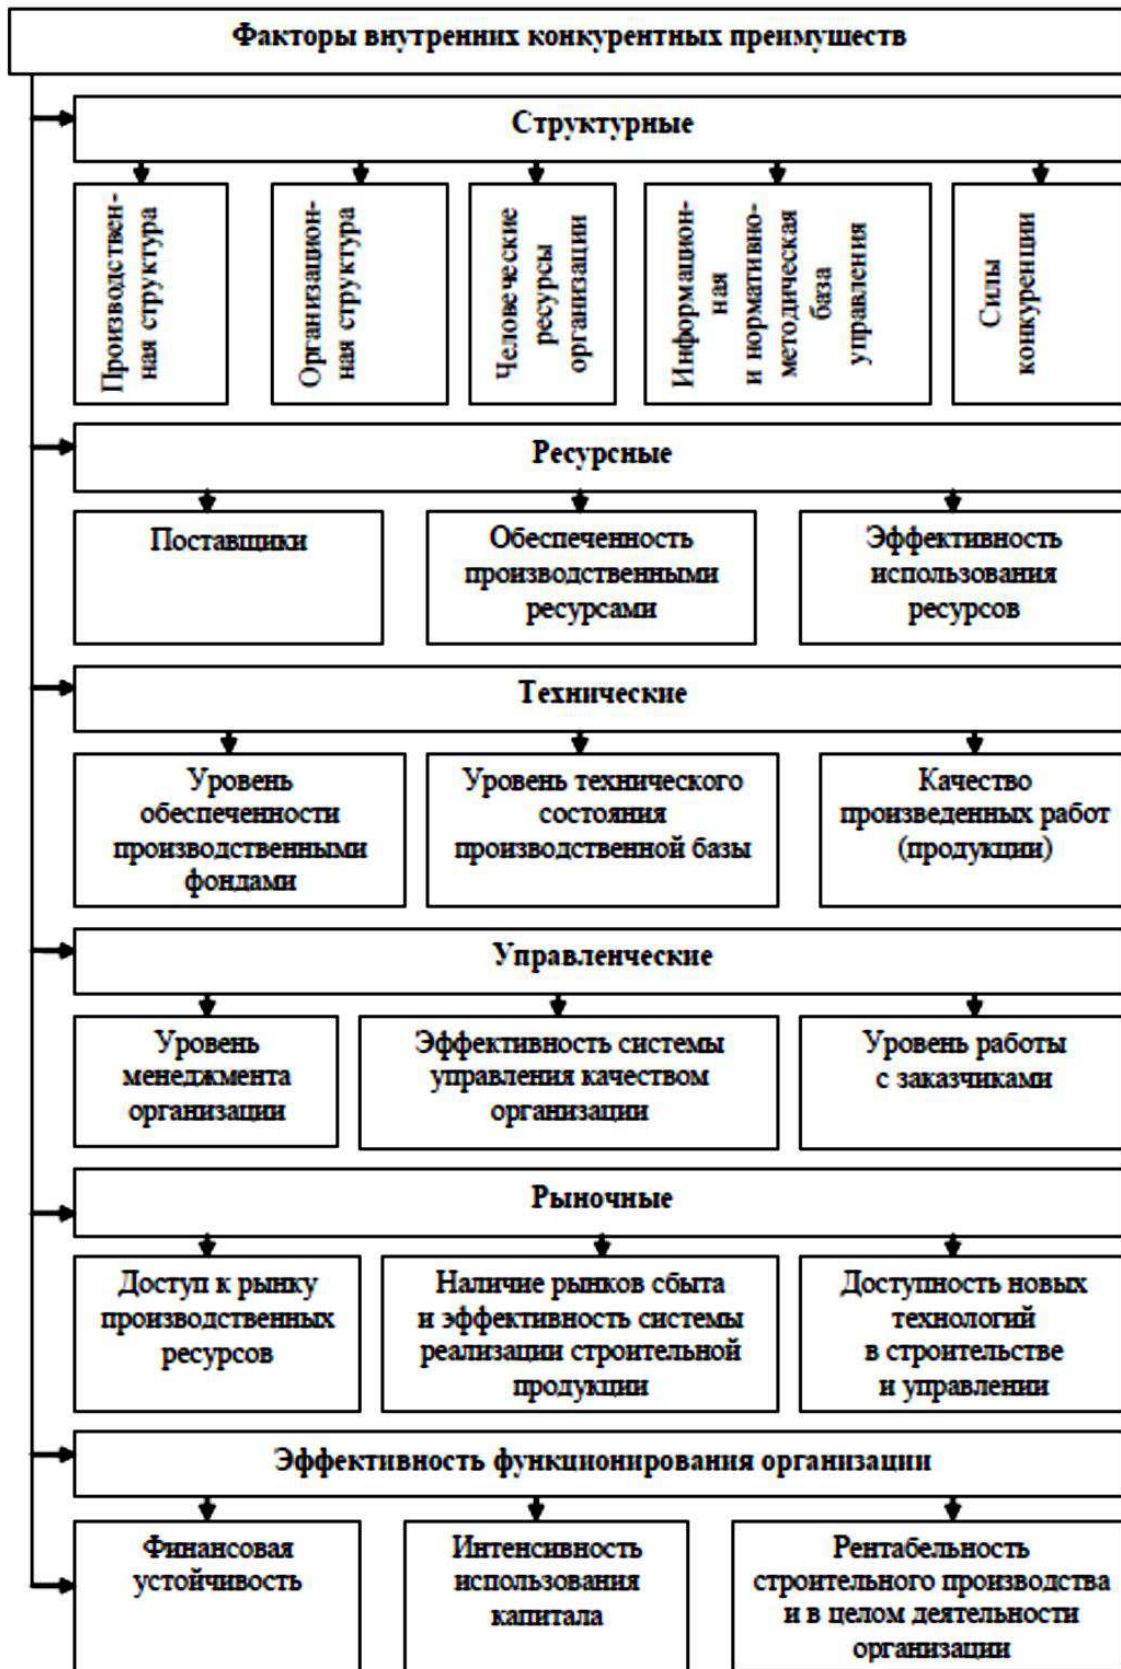 Факторы внутренних конкурентных преимуществ
Структурные
Производствен-
ная структура
Организацион-
ная структура
Человеческие
ресурсы
организации
Информацион-
ная
и нормативно-
методическая
база
управления
Силы
конкуренции
Ресурсные
Поставщики
Обеспеченность
производственными
ресурсами
Эффективность
использования
ресурсов
Технические
Уровень
обеспеченности
производственными
фондами
Уровень технического
состояния
производственной базы
Качество
произведенных работ
(продукции)
Управленческие
Уровень
менеджмента
организации
Эффективность системы
управления качеством
организации
Уровень работы
с заказчиками
Рыночные
Доступ к рынку
производственных
ресурсов
Наличие рынков сбыта
и эффективность системы
реализации строительной
продукции
Доступность новых
технологий
в строительстве
и управлении
Эффективность функционирования организации
Финансовая
устойчивость
Интенсивность
использования
капитала
Рентабельность
строительного производства
и в целом деятельности
организации